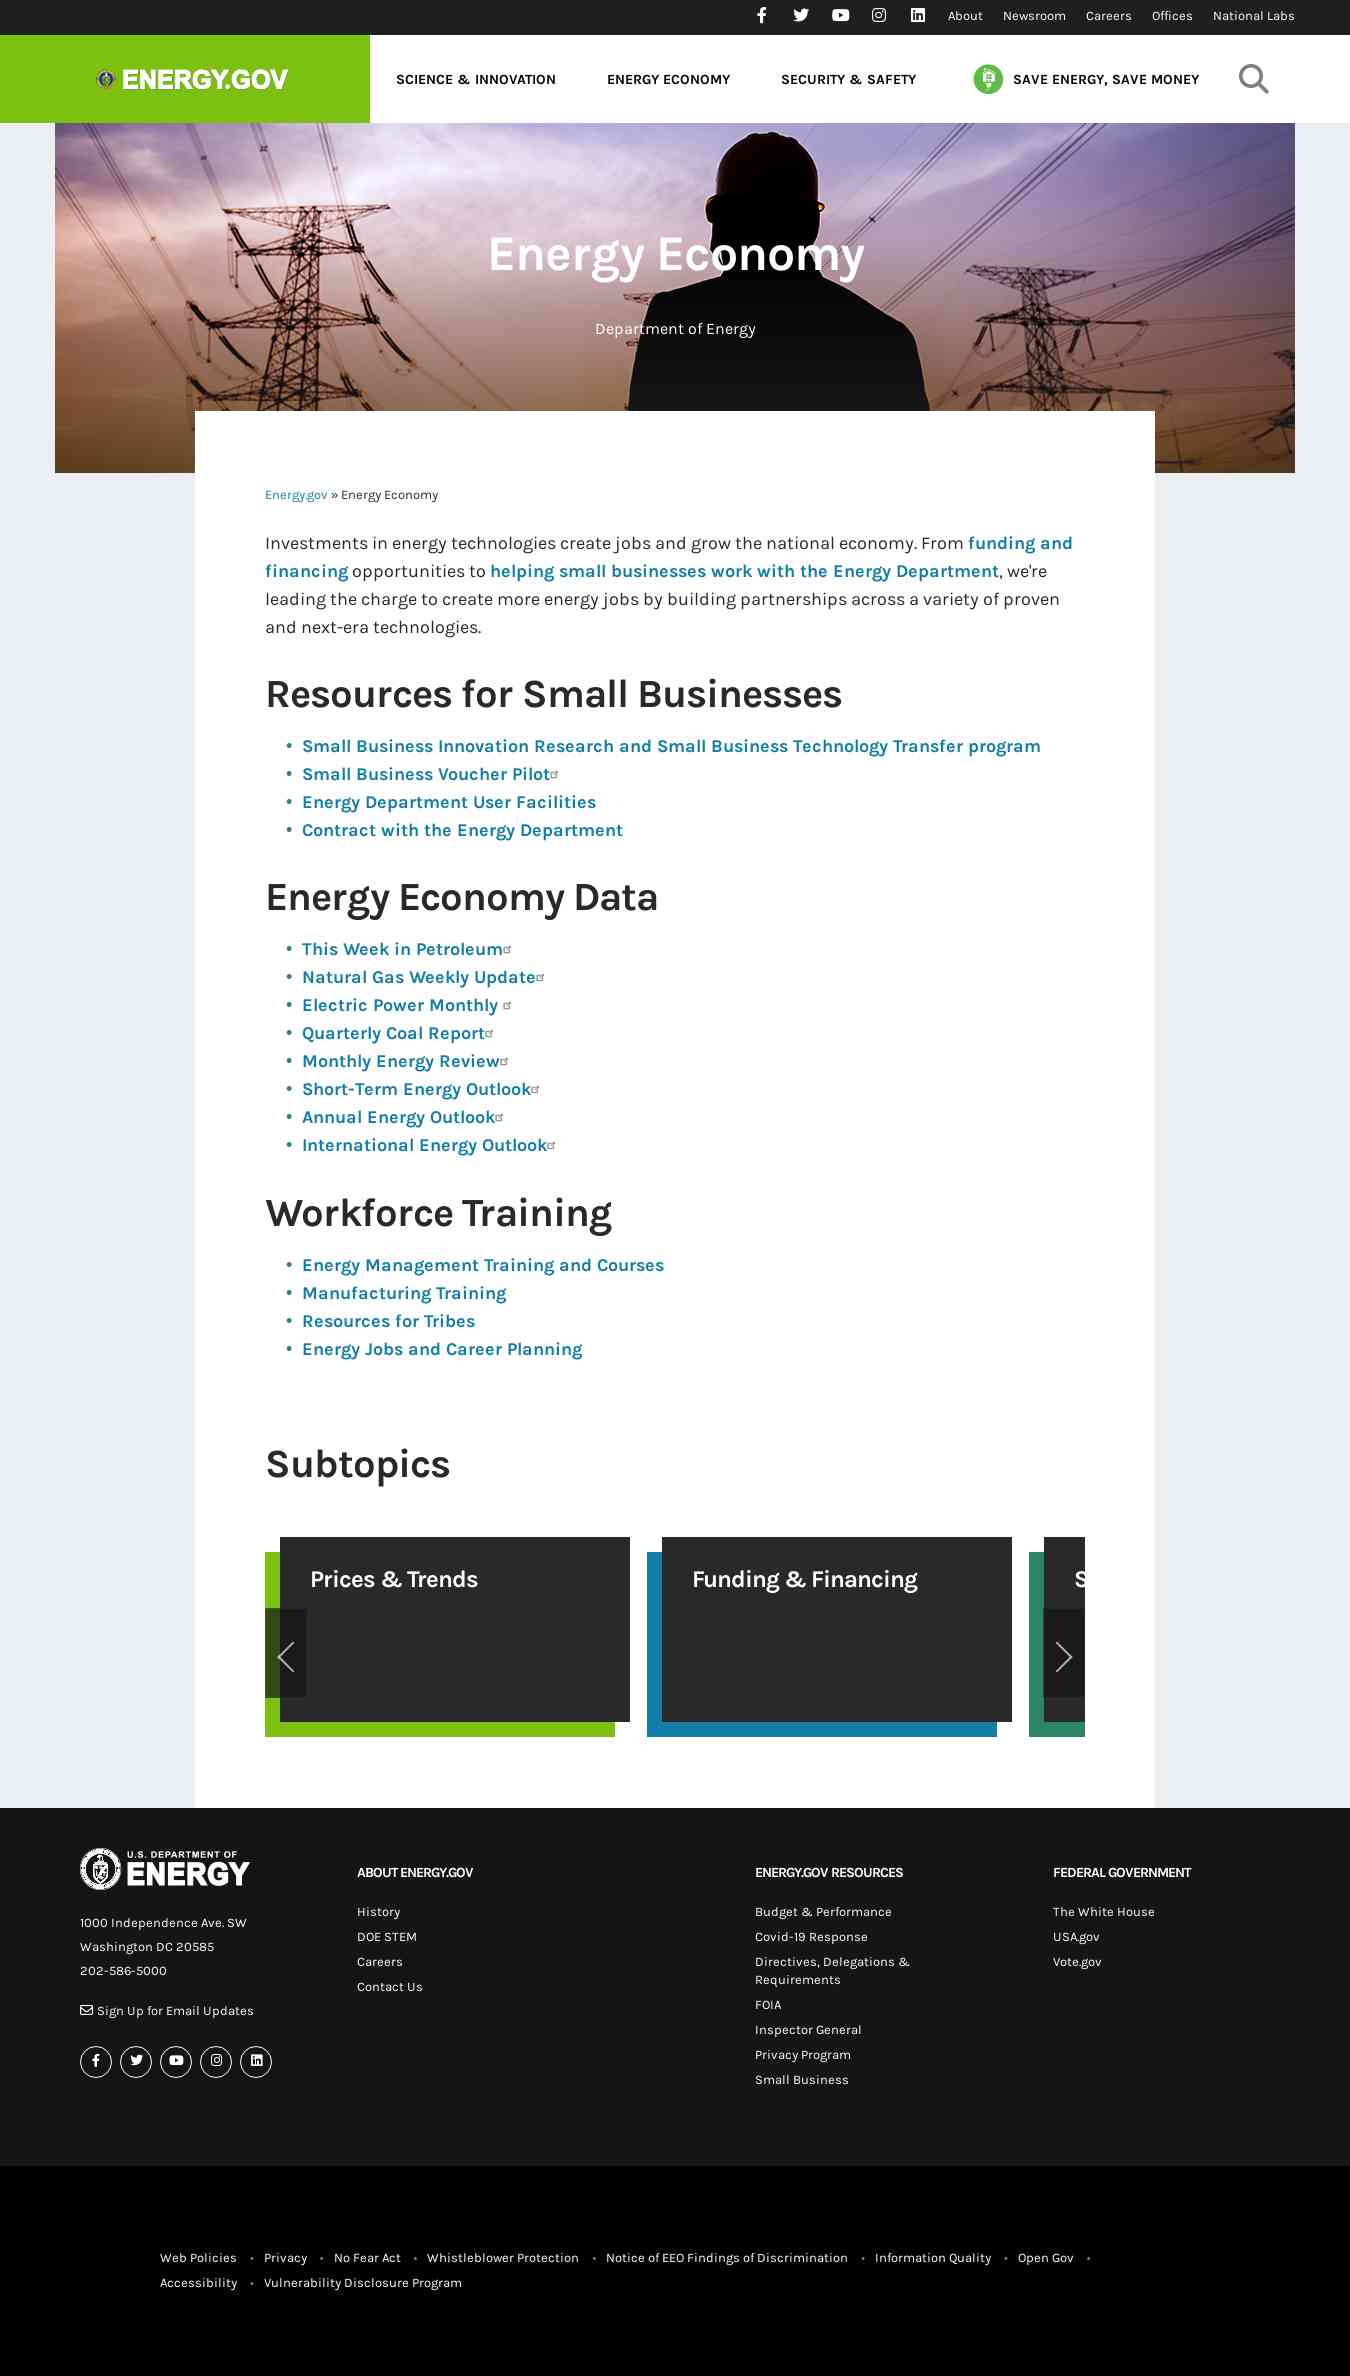 About Newsroom Careers Offices National Labs
ENERGY.GOV
SCIENCE & INNOVATION ENERGY ECONOMY SECURITY & SAFETY SAVE ENERGY, SAVE MONEY
Energy Economy
Department of Energy
Energy.gov » Energy Economy
Investments in energy technologies create jobs and grow the national economy. From funding and
financing opportunities to helping small businesses work with the Energy Department, we're
leading the charge to create more energy jobs by building partnerships across a variety of proven
and next-era technologies.
Resources for Small Businesses
• Small Business Innovation Research and Small Business Technology Transfer program
• Small Business Voucher Pilot
• Energy Department User Facilities
• Contract with the Energy Department
Energy Economy Data
• This Week in Petroleum
• Natural Gas Weekly Update
• Electric Power Monthly
• Quarterly Coal Report
• Monthly Energy Review
• Short-Term Energy Outlook
• Annual Energy Outlook
• International Energy Outlook
Workforce Training
• Energy Management Training and Courses
• Manufacturing Training
• Resources for Tribes
• Energy Jobs and Career Planning
Subtopics
Prices & Trends
Funding & Financing
U.S. DEPARTMENT OF
ENERGY
1000 Independence Ave. SW
Washington DC 20585
202-586-5000
Sign Up for Email Updates
ABOUT ENERGY.GOV
History
DOE STEM
Careers
Contact Us
ENERGY.GOV RESOURCES
Budget & Performance
Covid-19 Response
Directives, Delegations &
Requirements
FOIA
Inspector General
Privacy Program
Small Business
FEDERAL GOVERNMENT
The White House
USA.gov
Vote.gov
Web Policies • Privacy • No Fear Act • Whistleblower Protection • Notice of EEO Findings of Discrimination • Information Quality • Open Gov •
Accessibility • Vulnerability Disclosure Program